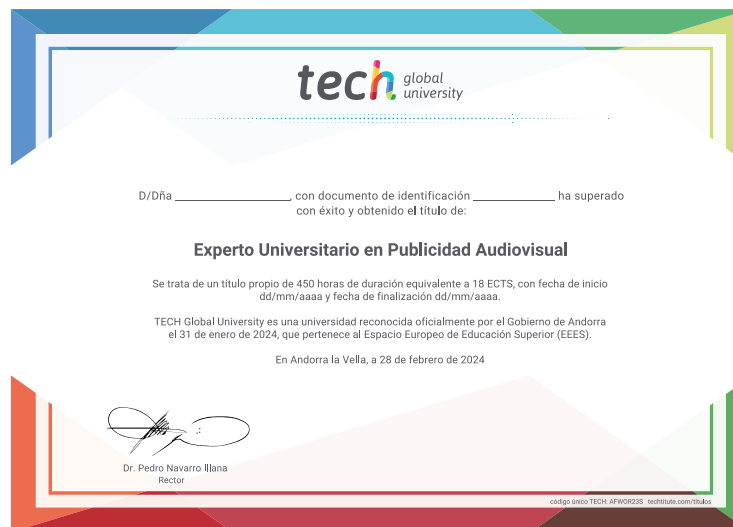 tech global
university
D/Dña ______________, con documento de identificación __________ ha superado
con éxito y obtenido el título de:
Experto Universitario en Publicidad Audiovisual
Se trata de un título propio de 450 horas de duración equivalente a 18 ECTS, con fecha de inicio
dd/mm/aaaa y fecha de finalización dd/mm/aaaa.
TECH Global University es una universidad reconocida oficialmente por el Gobierno de Andorra
el 31 de enero de 2024, que pertenece al Espacio Europeo de Educación Superior (EEES).
En Andorra la Vella, a 28 de febrero de 2024
Dr. Pedro Navarro Illana
Rector
código único TECH: AFWOR23S techtitute.com/titulos